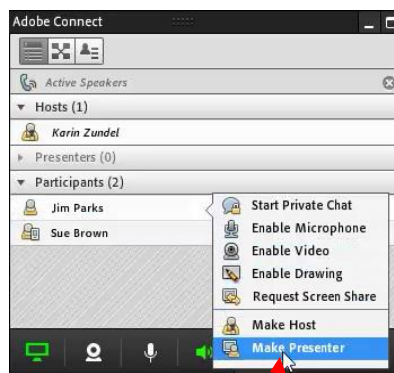 Adobe Connect
Active Speakers
Hosts (1)
Karin Zundel
Presenters (0)
Participants (2)
Jim Parks
Sue Brown
Start Private Chat
Enable Microphone
Enable Video
Enable Drawing
Request Screen Share
Make Host
Make Presenter